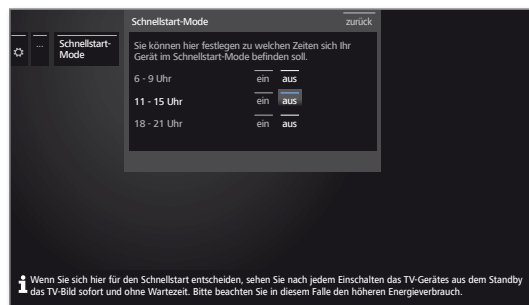 Schnellstart-Mode
zurück
...
Schnellstart-
Mode
Sie können hier festlegen zu welchen Zeiten sich Ihr
Gerät im Schnellstart-Mode befinden soll.
6 - 9 Uhr ein aus
11 - 15 Uhr ein aus
18 - 21 Uhr ein aus
Wenn Sie sich hier für den Schnellstart entscheiden, sehen Sie nach jedem Einschalten das TV-Gerätes aus dem Standby
das TV-Bild sofort und ohne Wartezeit. Bitte beachten Sie in diesem Falle den höheren Energieverbrauch.